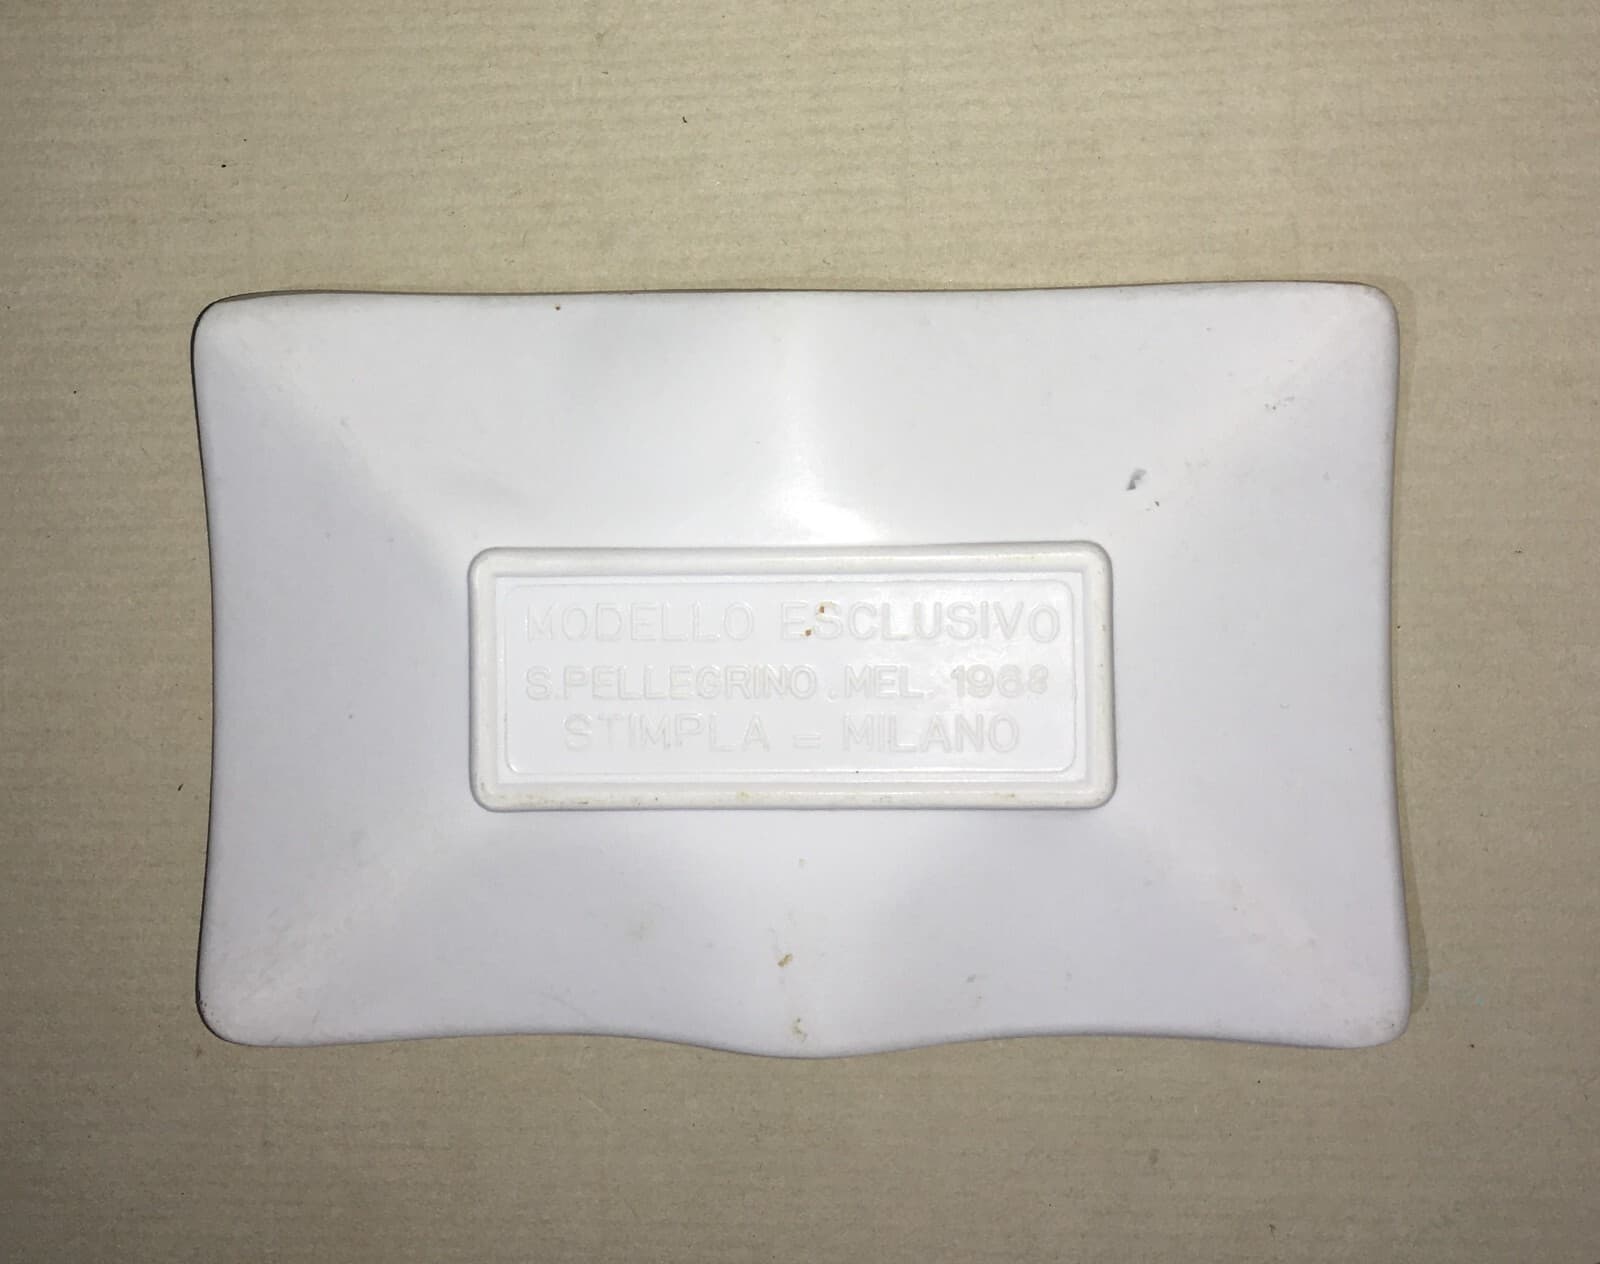 MODELLO ESCLUSIVO
S.PELLEGRINO.MEL. 1968
STIMPLA = MILANO